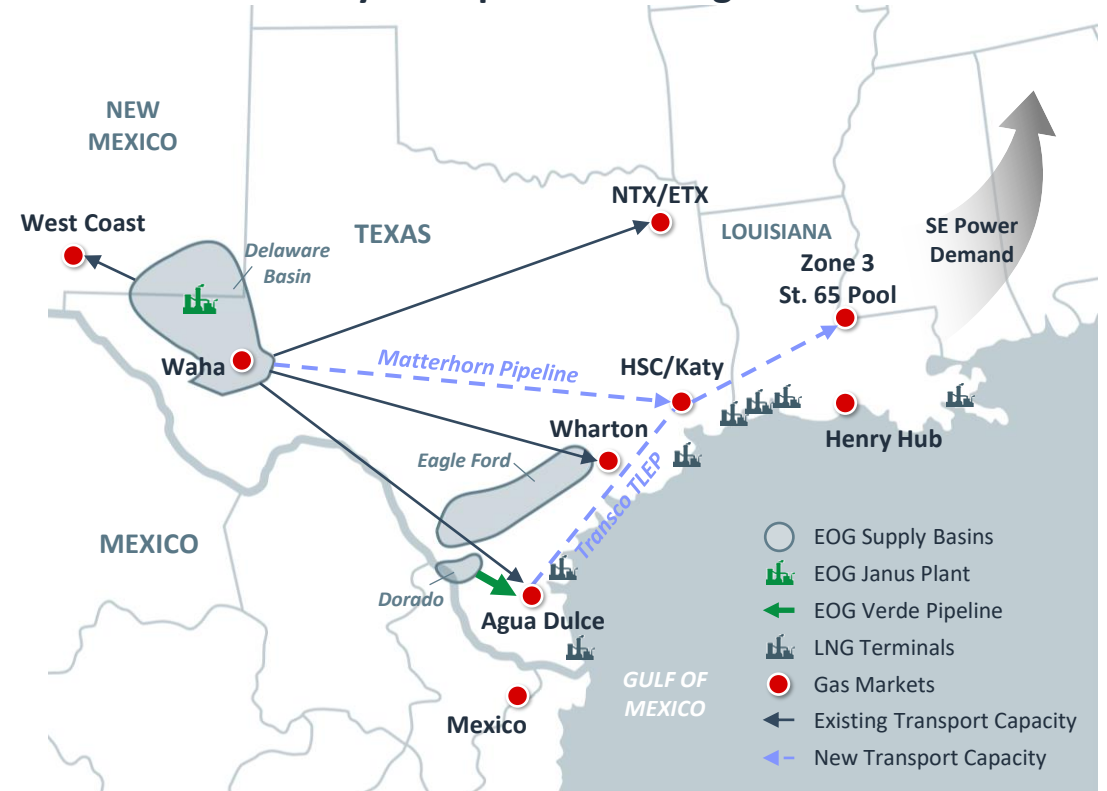 NEW
MEXICO
West Coast
Delaware
Basin
TEXAS
NTX/ETX
LOUISIANA
Zone 3
St. 65 Pool
SE Power
Demand
Waha
Matterhorn Pipeline
HSC/Katy
Wharton
Henry Hub
Eagle Ford
Transco TLEP
MEXICO
Dorado
Agua Dulce
Mexico
GULF OF
MEXICO
EOG Supply Basins
EOG Janus Plant
EOG Verde Pipeline
LNG Terminals
Gas Markets
Existing Transport Capacity
New Transport Capacity